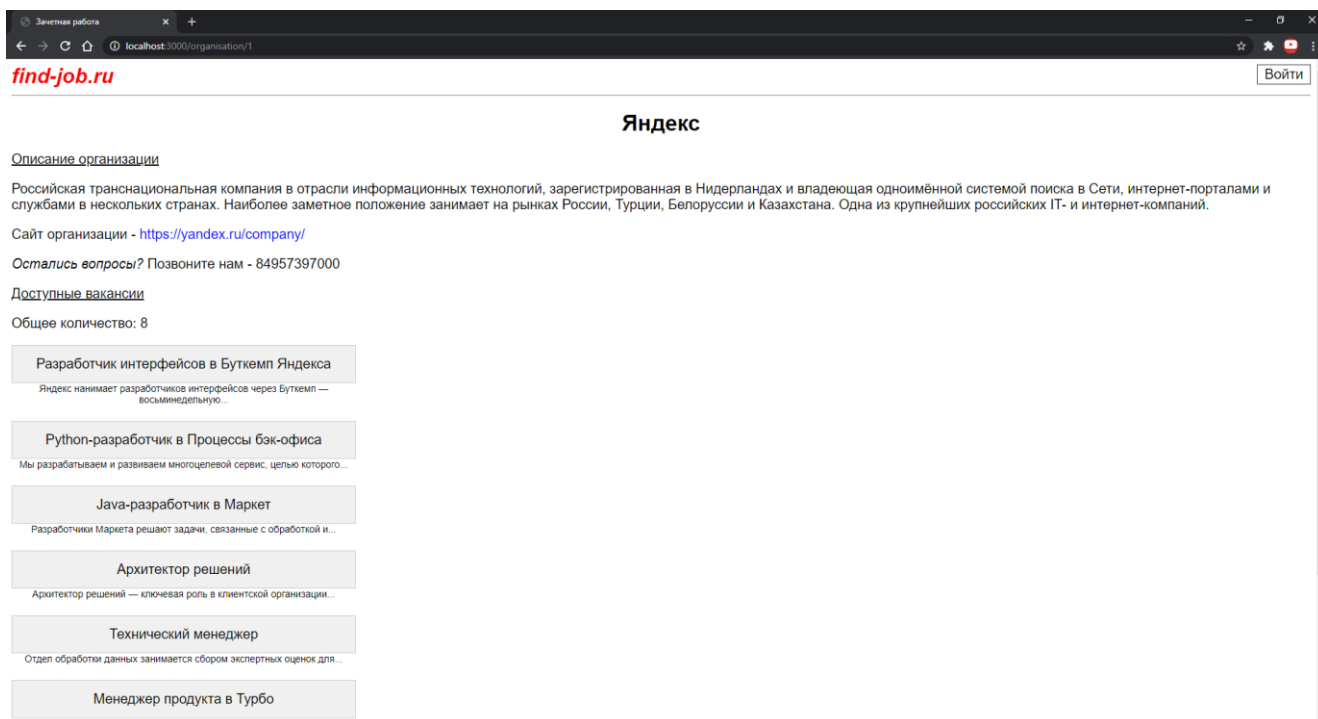 Зачетная работа
localhost:3000/organisation/1
find-job.ru
Войти
Яндекс
Описание организации
Российская транснациональная компания в отрасли информационных технологий, зарегистрированная в Нидерландах и владеющая одноимённой системой поиска в Сети, интернет-порталами и
службами в нескольких странах. Наиболее заметное положение занимает на рынках России, Турции, Белоруссии и Казахстана. Одна из крупнейших российских IT- и интернет-компаний.
Сайт организации - https://yandex.ru/company/
Остались вопросы? Позвоните нам - 84957397000
Доступные вакансии
Общее количество: 8
Разработчик интерфейсов в Буткемп Яндекса
Яндекс нанимает разработчиков интерфейсов через Буткемп —
восьминедельную...
Python-разработчик в Процессы бэк-офиса
Мы разрабатываем и развиваем многоцелевой сервис, целью которого...
Java-разработчик в Маркет
Разработчики Маркета решают задачи, связанные с обработкой и...
Архитектор решений
Архитектор решений — ключевая роль в клиентской организации...
Технический менеджер
Отдел обработки данных занимается сбором экспертных оценок для...
Менеджер продукта в Турбо